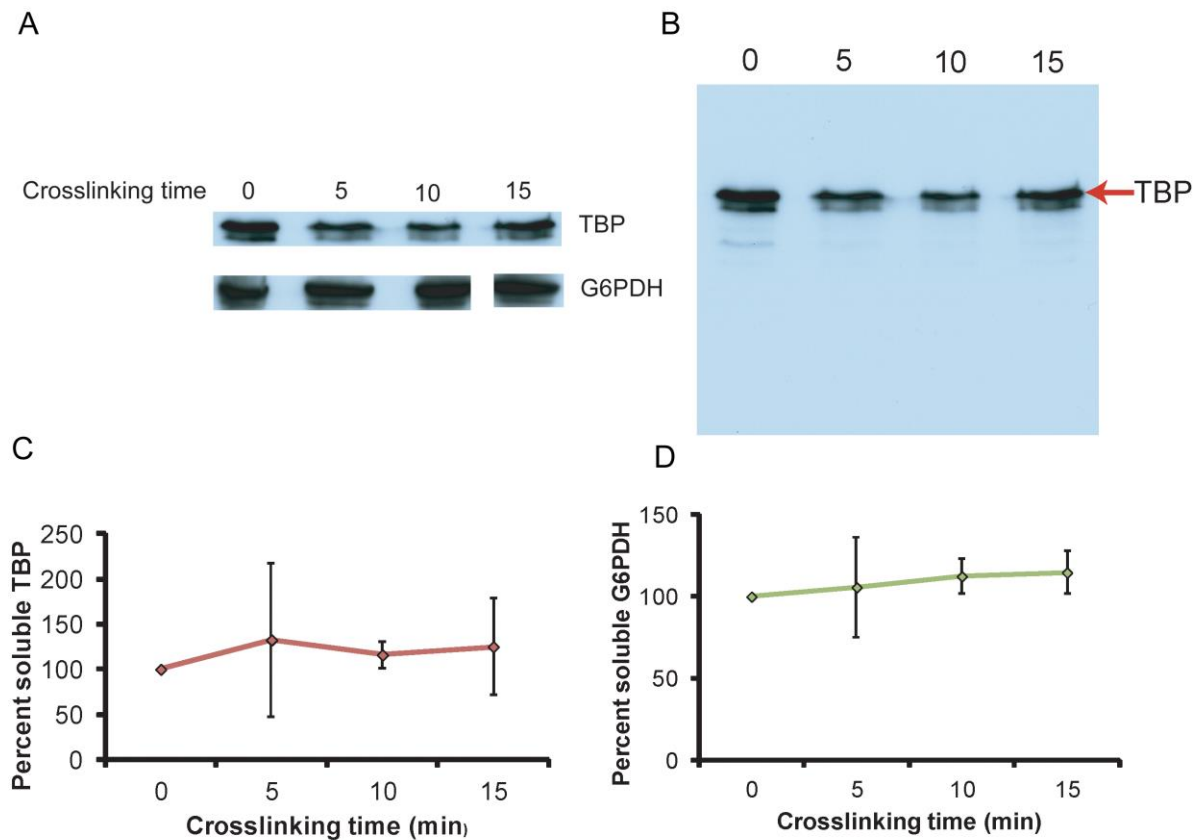 A
Crosslinking time 0 5 10 15
TBP
G6PDH
B
0 5 10 15
TBP
C
Percent soluble TBP
250
200
150
100
50
0
0 5 10 15
Crosslinking time (min)
D
Percent soluble G6PDH
150
100
50
0
0 5 10 15
Crosslinking time (min)